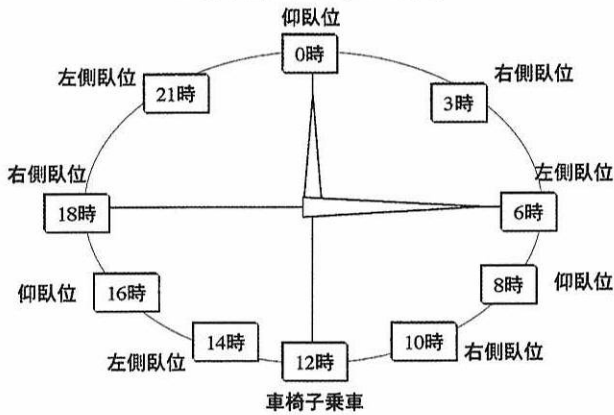 仰臥位
0時
右側臥位
3時
左側臥位
6時
仰臥位
8時
右側臥位
10時
車椅子乗車
12時
左側臥位
14時
仰臥位
16時
右側臥位
18時
左側臥位
21時